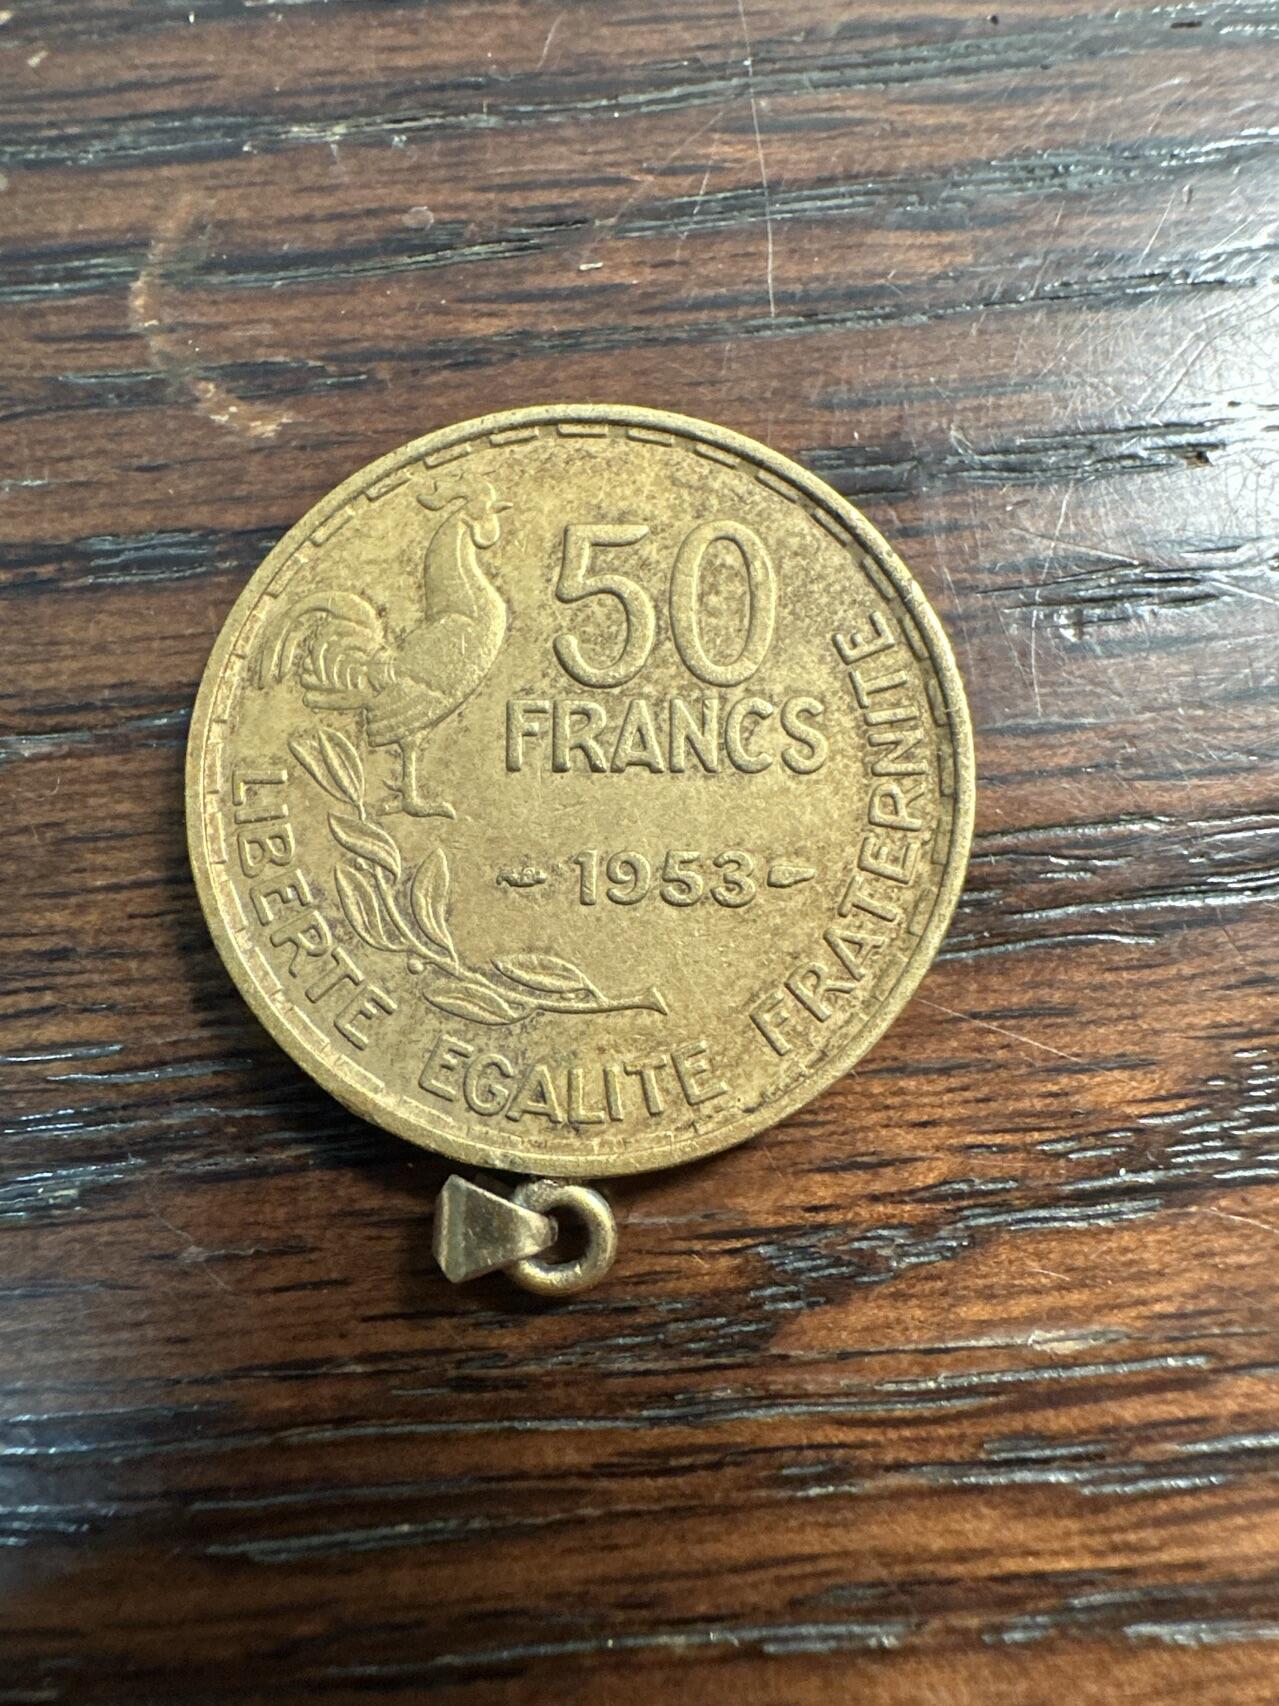 50
FRANCS
1953
LIBERTE EGALITE FRATERNITE